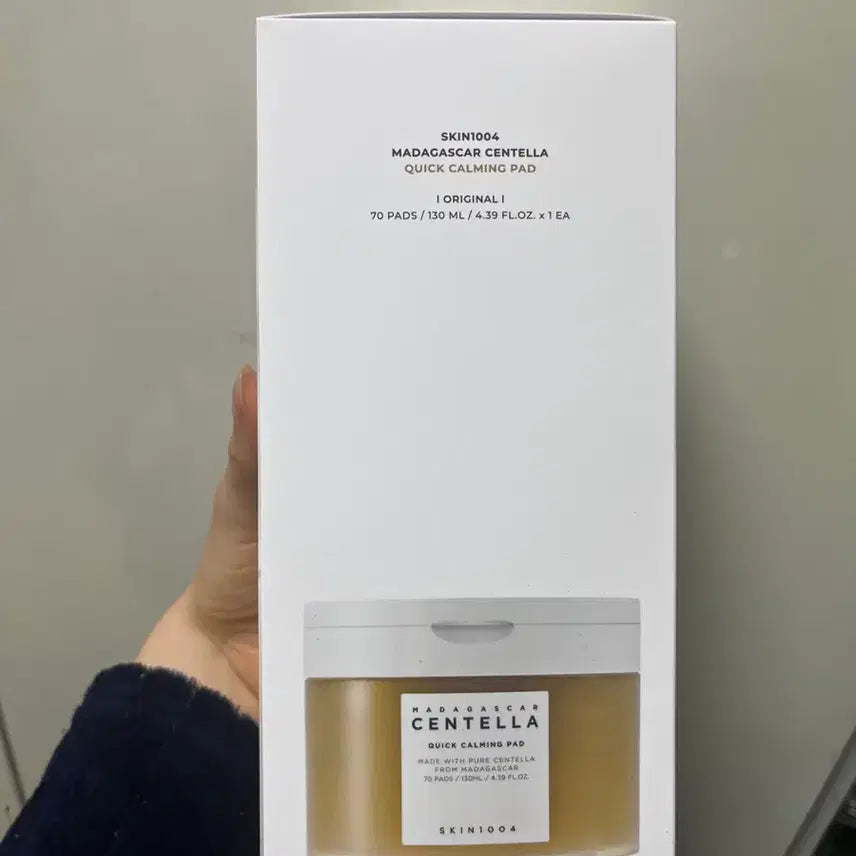 SKIN1004
MADAGASCAR CENTELLA
QUICK CALMING PAD
I ORIGINAL I
70 PADS / 130 ML / 4.39 FL.OZ. x 1 EA
MADAGASCAR
CENTELLA
QUICK CALMING PAD
MADE WITH PURE CENTELLA
FROM MADAGASCAR
70 PADS / 130ML / 4.39 FL.OZ.
SKIN1004